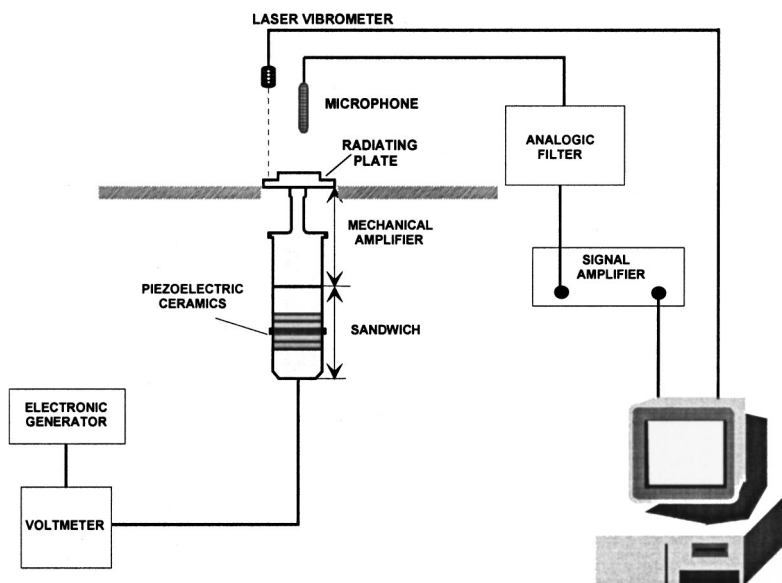 LASER VIBROMETER
MICROPHONE
RADIATING
PLATE
ANALOGIC
FILTER
MECHANICAL
AMPLIFIER
SIGNAL
AMPLIFIER
PIEZOELECTRIC
CERAMICS
SANDWICH
ELECTRONIC
GENERATOR
VOLTMETER